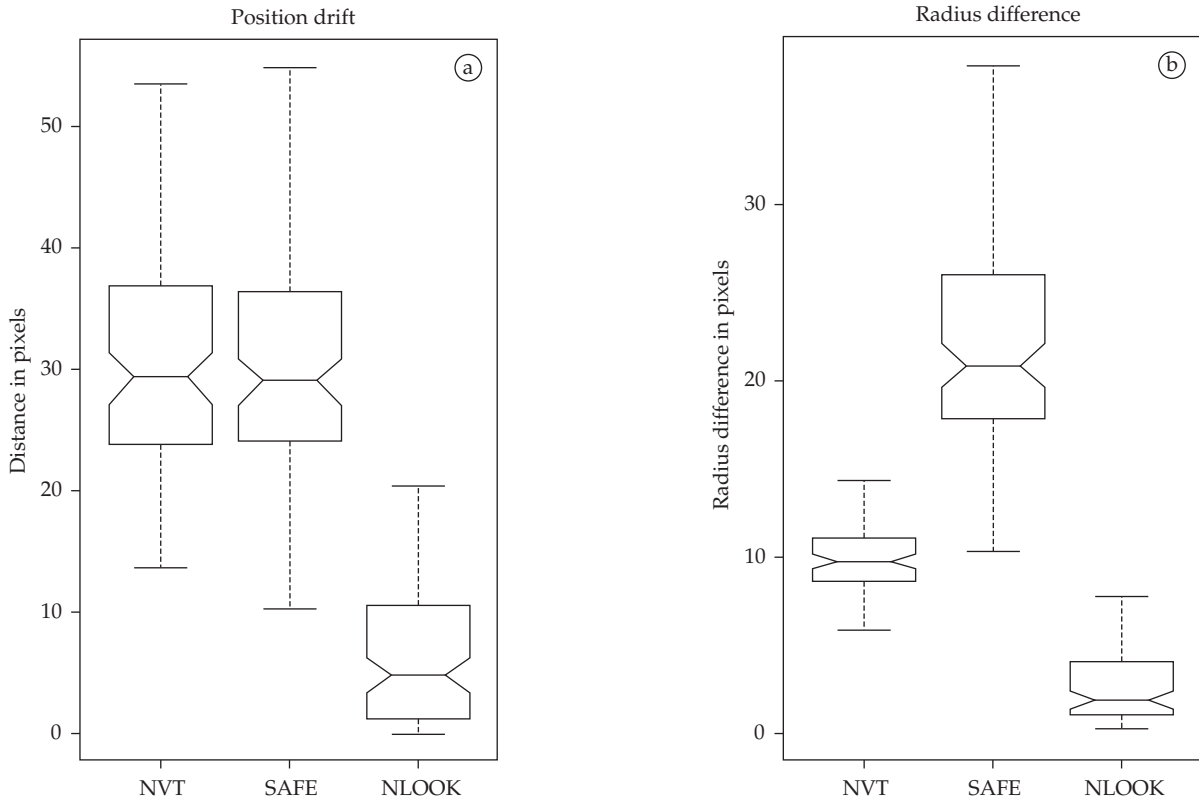 Position drift
a
Distance in pixels
50
40
30
20
10
0
NVT SAFE NLOOK
Radius difference
b
Radius difference in pixels
30
20
10
0
NVT SAFE NLOOK